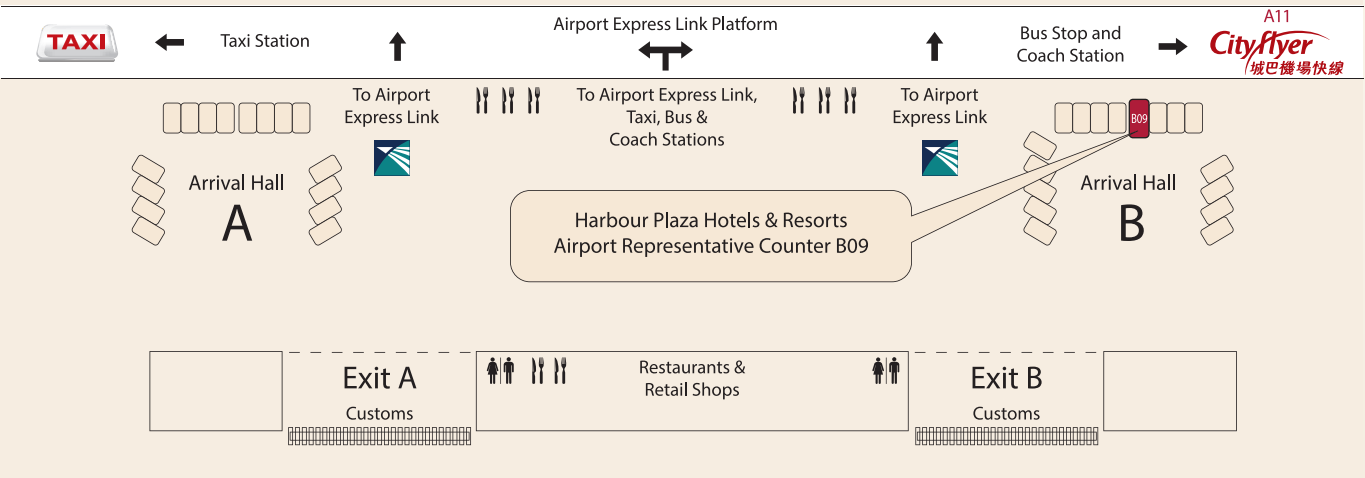 A11
TAXI
Taxi Station
Airport Express Link Platform
Bus Stop and
Coach Station
Cityflyer
城巴機場快線
To Airport
Express Link
To Airport Express Link,
Taxi, Bus &
Coach Stations
To Airport
Express Link
B09
Arrival Hall
A
Harbour Plaza Hotels & Resorts
Airport Representative Counter B09
Arrival Hall
B
Exit A
Customs
Restaurants &
Retail Shops
Exit B
Customs